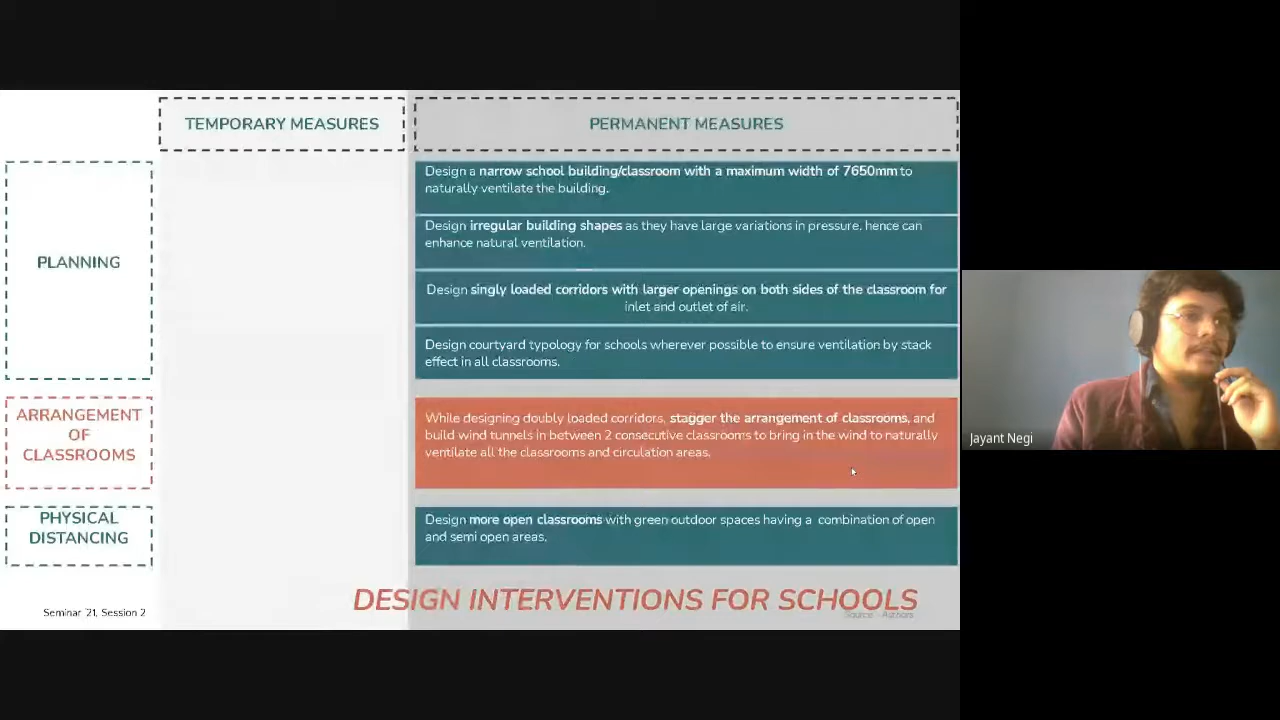 TEMPORARY MEASURES
PERMANENT MEASURES
PLANNING
Design a narrow school building/classroom with a maximum width of 7650mm to
naturally ventilate the building.
Design irregular building shapes as they have large variations in pressure, hence can
enhance natural ventilation.
Design singly loaded corridors with larger openings on both sides of the classroom for
inlet and outlet of air.
Design courtyard typology for schools wherever possible to ensure ventilation by stack
effect in all classrooms.
ARRANGEMENT
OF
CLASSROOMS
While designing doubly loaded corridors, stagger the arrangement of classrooms, and
build wind tunnels in between 2 consecutive classrooms to bring in the wind to naturally
ventilate all the classrooms and circulation areas.
PHYSICAL
DISTANCING
Design more open classrooms with green outdoor spaces having a combination of open
and semi open areas.
DESIGN INTERVENTIONS FOR SCHOOLS
Source - Authors
Seminar '21, Session 2
Jayant Negi